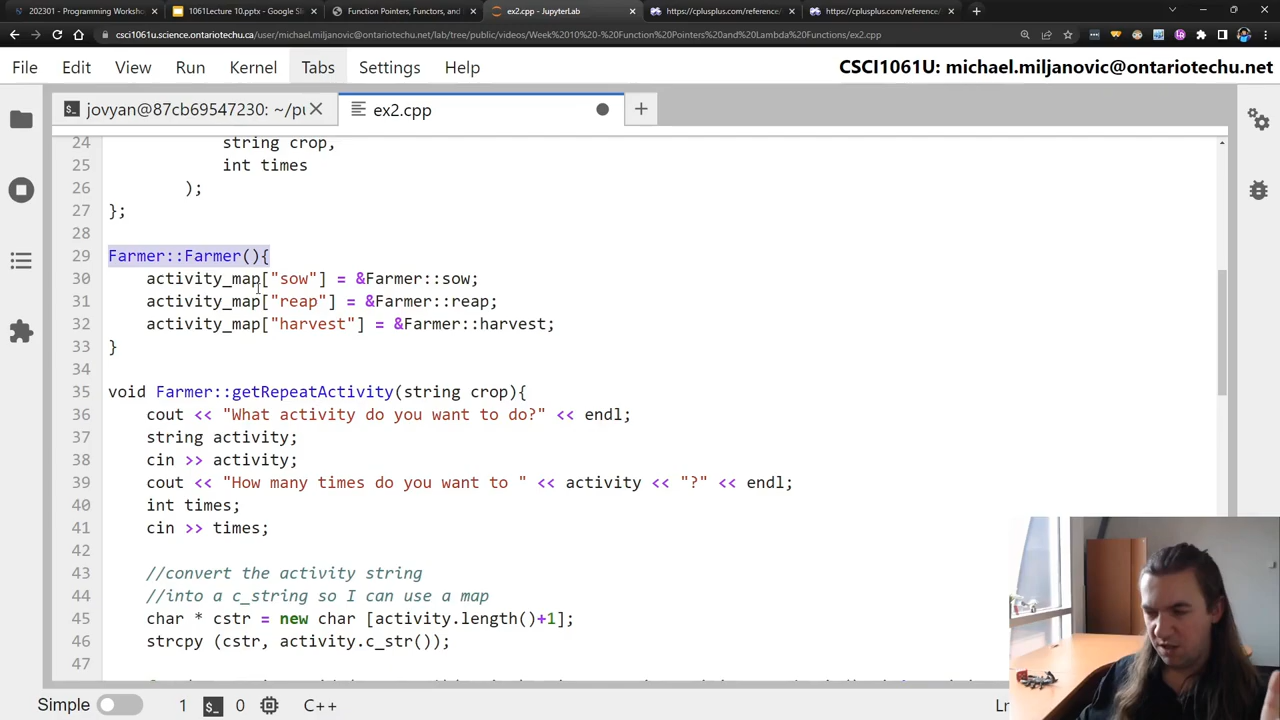 202301 - Programming Workshop
1061Lecture 10.pptx - Google Slid
Function Pointers, Functors, and
ex2.cpp - JupyterLab
https://cplusplus.com/reference/
https://cplusplus.com/reference/
csci1061u.science.ontariotechu.ca/user/michael.miljanovic@ontariotechu.net/lab/tree/public/videos/Week%2010%20-%20Function%20Pointers%20and%20Lambda%20Functions/ex2.cpp
File Edit View Run Kernel Tabs Settings Help CSCI1061U: michael.miljanovic@ontariotechu.net
jovyan@87cb69547230: ~/pu ex2.cpp
24 string crop,
25 int times
26 );
27 };
28
29 Farmer::Farmer(){
30 activity_map["sow"] = &Farmer::sow;
31 activity_map["reap"] = &Farmer::reap;
32 activity_map["harvest"] = &Farmer::harvest;
33 }
34
35 void Farmer::getRepeatActivity(string crop){
36 cout << "What activity do you want to do?" << endl;
37 string activity;
38 cin >> activity;
39 cout << "How many times do you want to " << activity << "?" << endl;
40 int times;
41 cin >> times;
42
43 //convert the activity string
44 //into a c_string so I can use a map
45 char * cstr = new char [activity.length()+1];
46 strcpy (cstr, activity.c_str());
47
Simple 1 0 C++ Ln